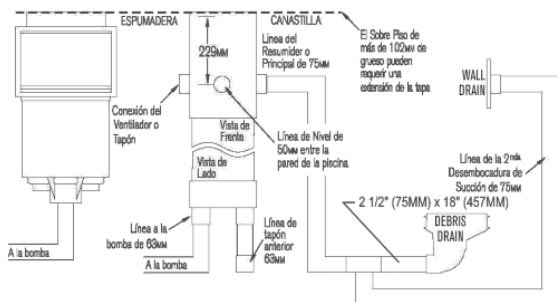 ESPUMADERA
CANASTILLA
229MM
Línea del
Resumider o
Principal de 75MM
El Sobre Piso de
más de 102MM de
grueso pueden
requerir una
extensión de la tapa
WALL
DRAIN
Conexión del
Ventilador o
Tapón
Vista de
Frente
Línea de Nivel de
50MM entre la
pared de la piscina
Vista de
Lado
Línea de la 2nda
Desembocadura de
Succión de 75MM
2 1/2" (75MM) x 18" (457MM)
DEBRIS
DRAIN
Línea a la
bomba de 63MM
Línea de
tapón
anterior
63MM
A la bomba
A la bomba